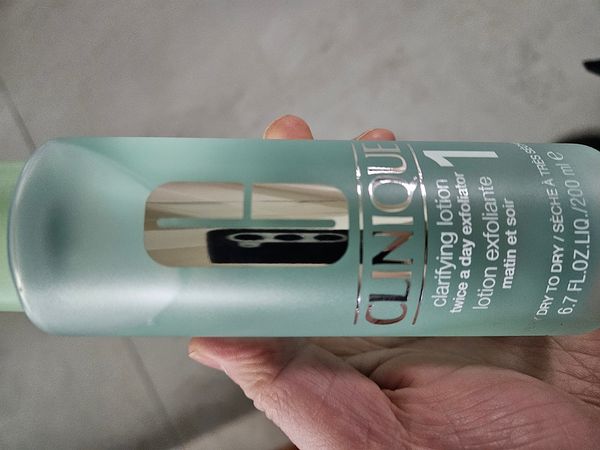 CLINIQUE
clarifying lotion 1
twice a day exfoliator
lotion exfoliante
matin et soir
DRY TO DRY / SÈCHE À TRÈS
6.7 FL.OZ.LIQ./200 ml ℮